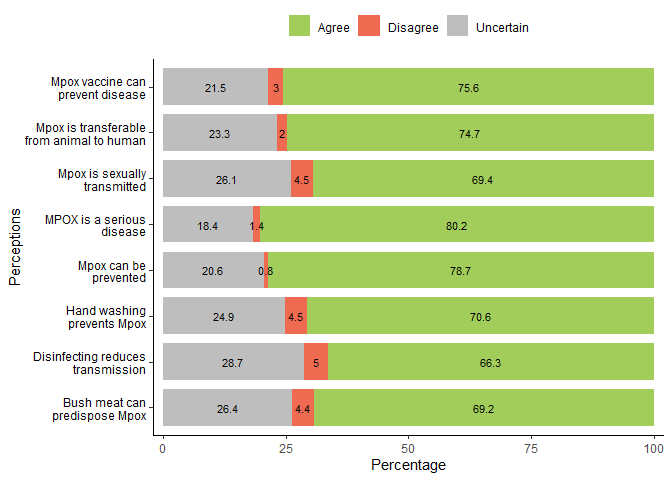 Agree Disagree Uncertain
Mpox vaccine can
prevent disease
21.5 3 75.6
Mpox is transferable
from animal to human
23.3 2 74.7
Mpox is sexually
transmitted
26.1 4.5 69.4
MPOX is a serious
disease
18.4 1.4 80.2
Mpox can be
prevented
20.6 0.8 78.7
Hand washing
prevents Mpox
24.9 4.5 70.6
Disinfecting reduces
transmission
28.7 5 66.3
Bush meat can
predispose Mpox
26.4 4.4 69.2
Perceptions
0 25 50 75 100
Percentage